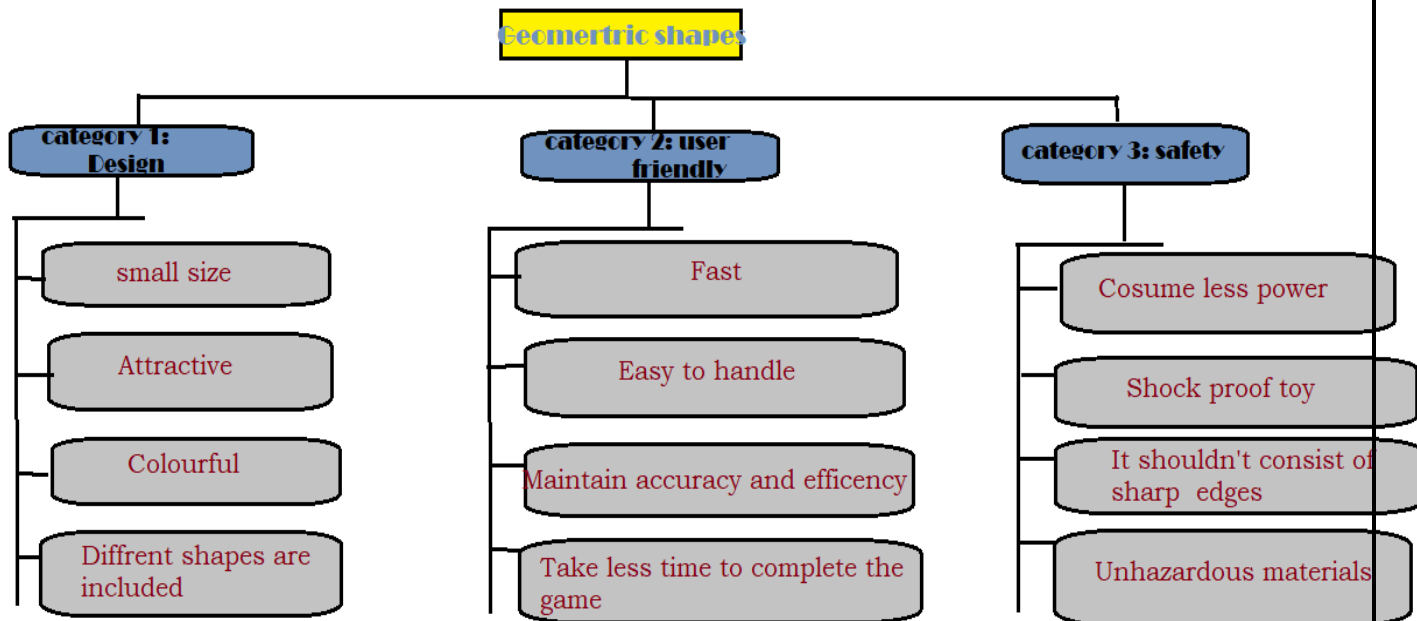 Geomertric shapes
category 1:
Design
category 2: user
friendly
category 3: safety
small size
Attractive
Colourful
Diffrent shapes are
included
Fast
Easy to handle
Maintain accuracy and efficency
Take less time to complete the
game
Cosume less power
Shock proof toy
It shouldn't consist of
sharp edges
Unhazardous materials